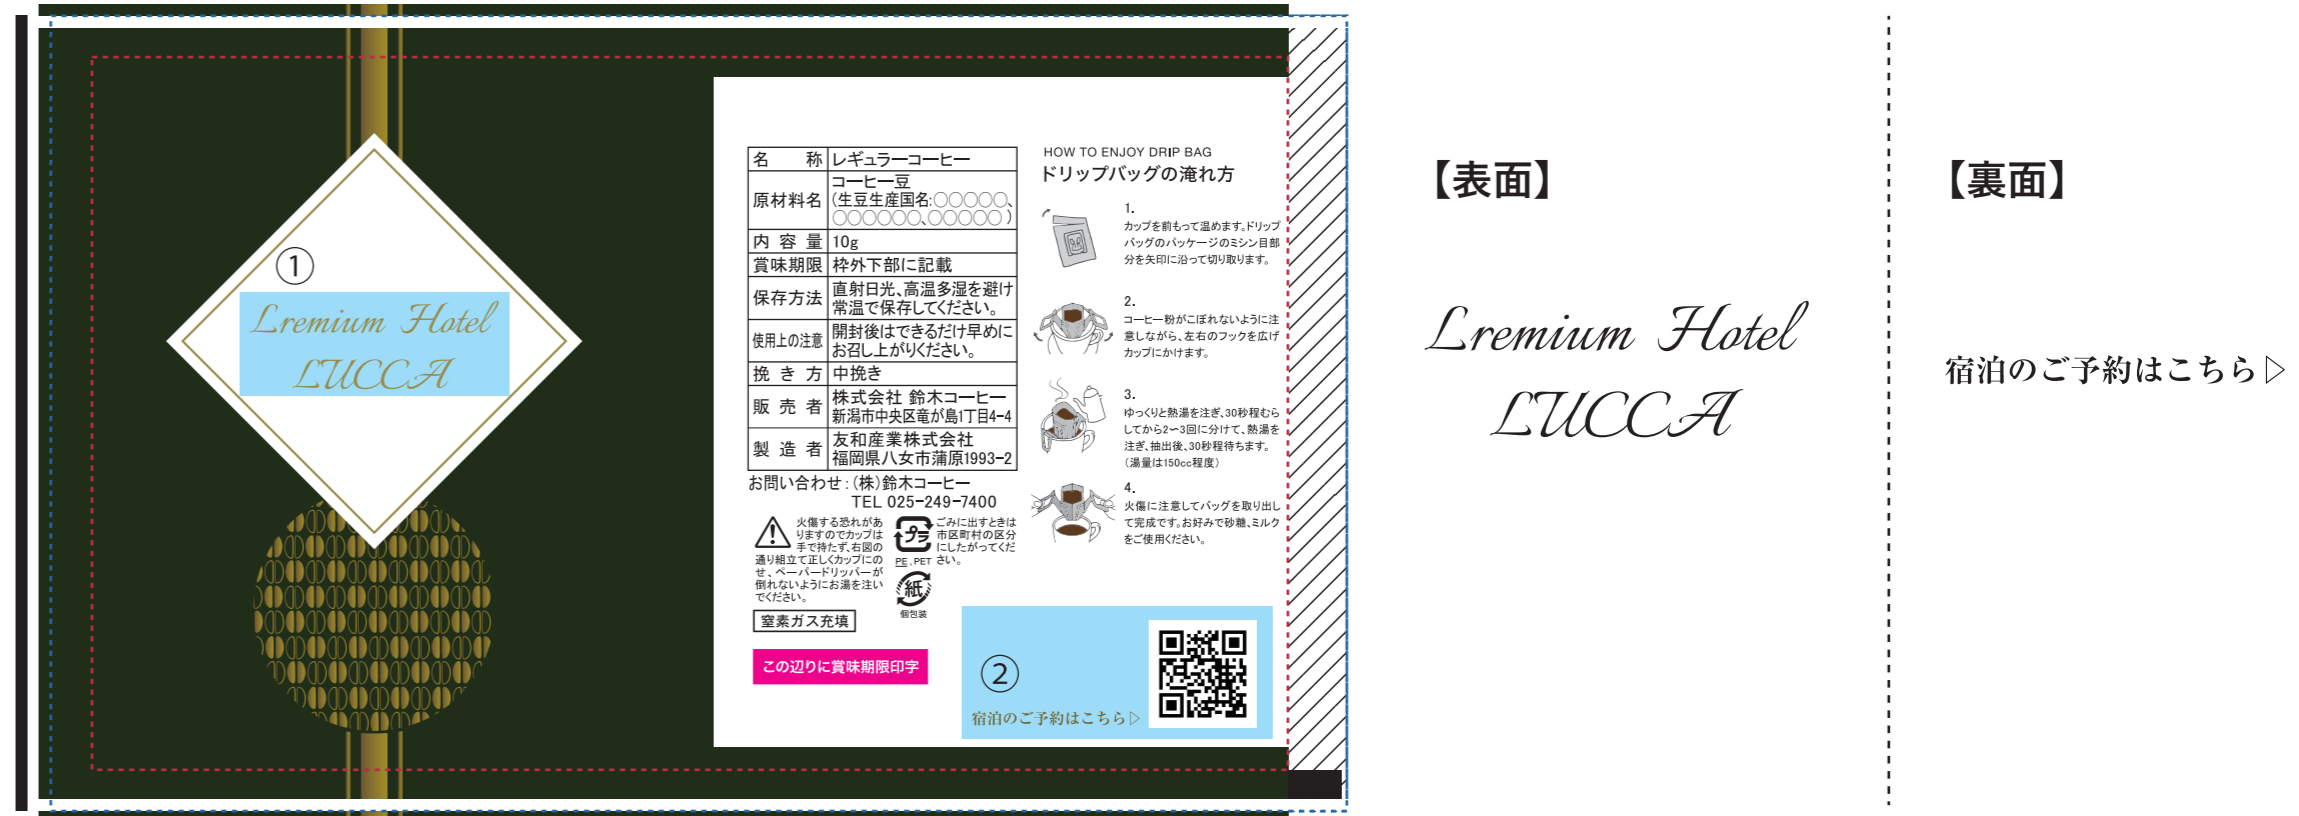 ①
Lremium Hotel
LUCCA
名　称 レギュラーコーヒー
原材料名 コーヒー豆
(生豆生産国名:○○○○○、
○○○○○○、○○○○○)
内容量 10g
賞味期限 枠外下部に記載
保存方法 直射日光、高温多湿を避け
常温で保存してください。
使用上の注意 開封後はできるだけ早めに
お召し上がりください。
挽き方 中挽き
販売者 株式会社 鈴木コーヒー
新潟市中央区竜が島1丁目4-4
製造者 友和産業株式会社
福岡県八女市蒲原1993-2
お問い合わせ:(株)鈴木コーヒー
TEL 025-249-7400
火傷する恐れがあ
りますのでカップは
手で持たず、右図の
通り組立て正しくカップにの
せ、ペーパードリッパーが
倒れないようにお湯を注い
でください。
プラ
PE,PET
ごみに出すときは
市区町村の区分
にしたがってくだ
さい。
紙
個包装
窒素ガス充填
この辺りに賞味期限印字
HOW TO ENJOY DRIP BAG
ドリップバッグの淹れ方
1.
カップを前もって温めます。ドリップ
バッグのパッケージのミシン目部
分を矢印に沿って切り取ります。
2.
コーヒー粉がこぼれないように注
意しながら、左右のフックを広げ
カップにかけます。
3.
ゆっくりと熱湯を注ぎ、30秒程むら
してから2〜3回に分けて、熱湯を
注ぎ、抽出後、30秒程待ちます。
(湯量は150cc程度)
4.
火傷に注意してバッグを取り出し
て完成です。お好みで砂糖、ミルク
をご使用ください。
②
宿泊のご予約はこちら▷
【表面】
Lremium Hotel
LUCCA
【裏面】
宿泊のご予約はこちら▷